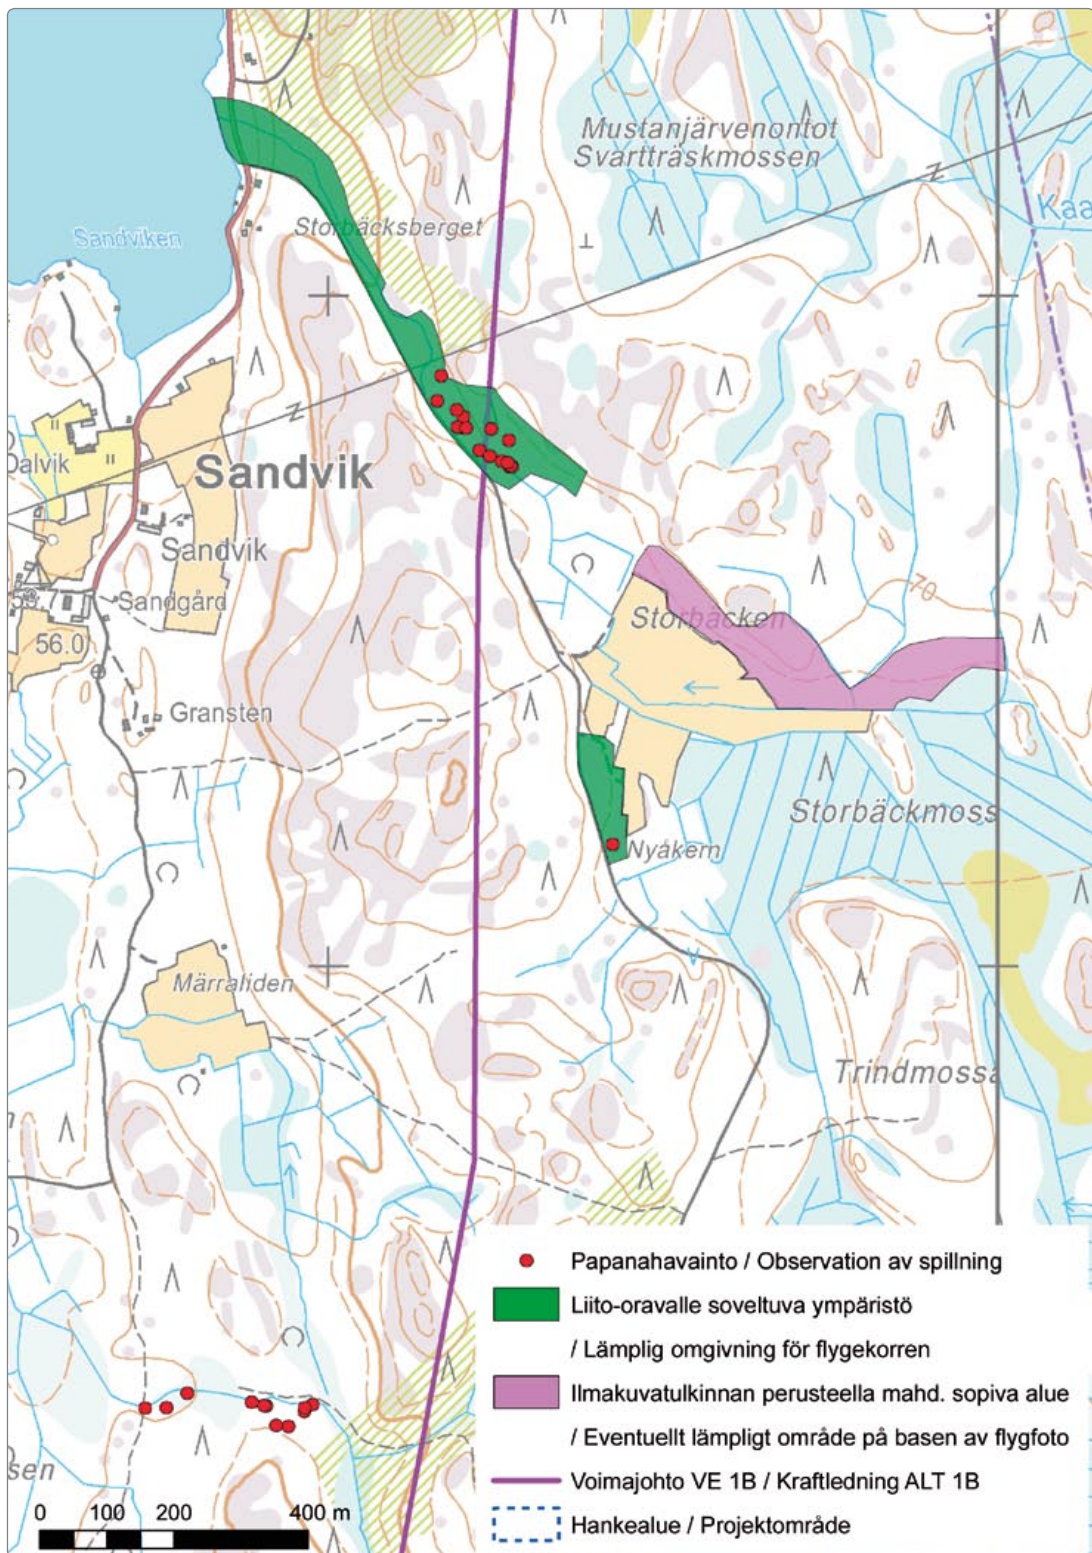 Mustanjärvenontot
Svartträskmossen
Kaa
Storbäcksberget
Sandviken
Z
Z
II
II
Dalvik
Sandvik
Sandvik
Sandgård
56.0
70
Storbäcken
Gransten
Storbäckmoss
Nyåkern
Märraliden
Trindmossa
sen
Papanahavainto / Observation av spillning
Liito-oravalle soveltuva ympäristö
/ Lämplig omgivning för flygekorren
Ilmakuvatulkinnan perusteella mahd. sopiva alue
/ Eventuellt lämpligt område på basen av flygfoto
Voimajohto VE 1B / Kraftledning ALT 1B
Hankealue / Projektområde
0 100 200 400 m